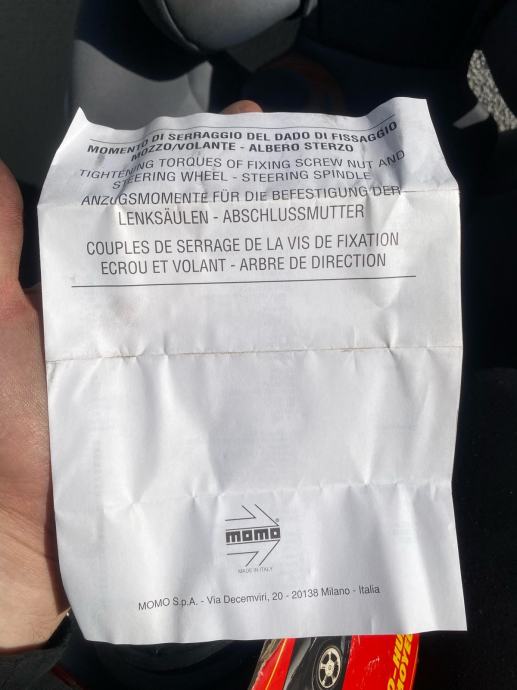 MOMENTO DI SERRAGGIO DEL DADO DI FISSAGGIO
MOZZO/VOLANTE - ALBERO STERZO
TIGHTENING TORQUES OF FIXING SCREW NUT AND
STEERING WHEEL - STEERING SPINDLE
ANZUGSMOMENTE FÜR DIE BEFESTIGUNG DER
LENKSÄULEN - ABSCHLUSSMUTTER
COUPLES DE SERRAGE DE LA VIS DE FIXATION
ECROU ET VOLANT - ARBRE DE DIRECTION
momo®
MADE IN ITALY
MOMO S.p.A. - Via Decemviri, 20 - 20138 Milano - Italia